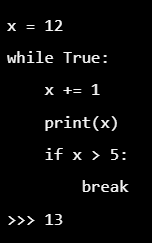 x = 12
while True:
    x += 1
    print(x)
    if x > 5:
        break
>>> 13